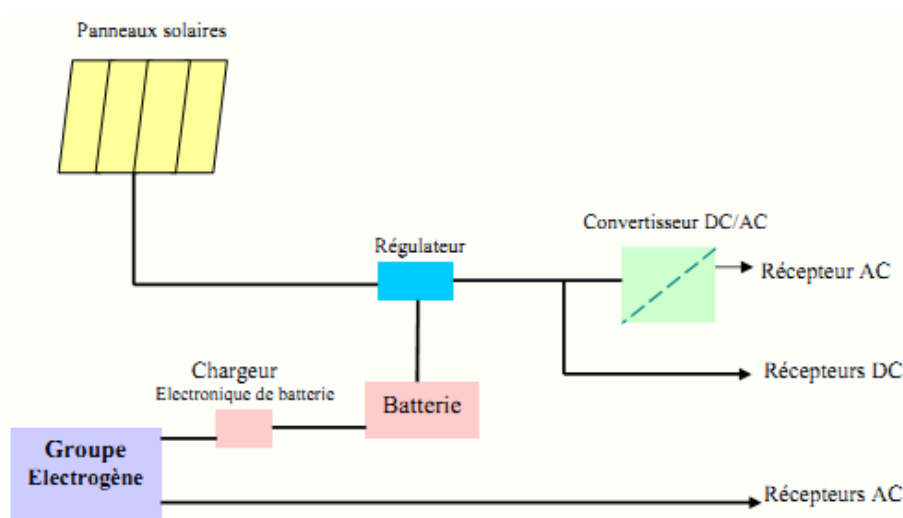 Panneaux solaires
Convertisseur DC/AC
Régulateur
Récepteur AC
Chargeur
Electronique de batterie
Récepteurs DC
Batterie
Groupe
Electrogène
Récepteurs AC